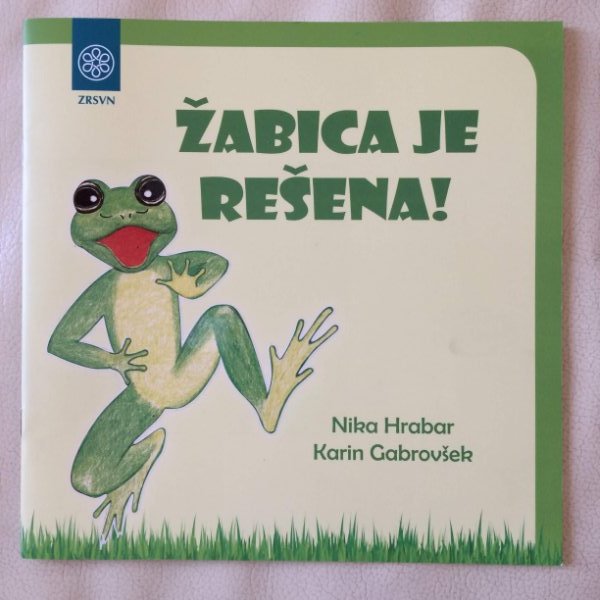 ZRSVN
ŽABICA JE
REŠENA!
Nika Hrabar
Karin Gabrovšek